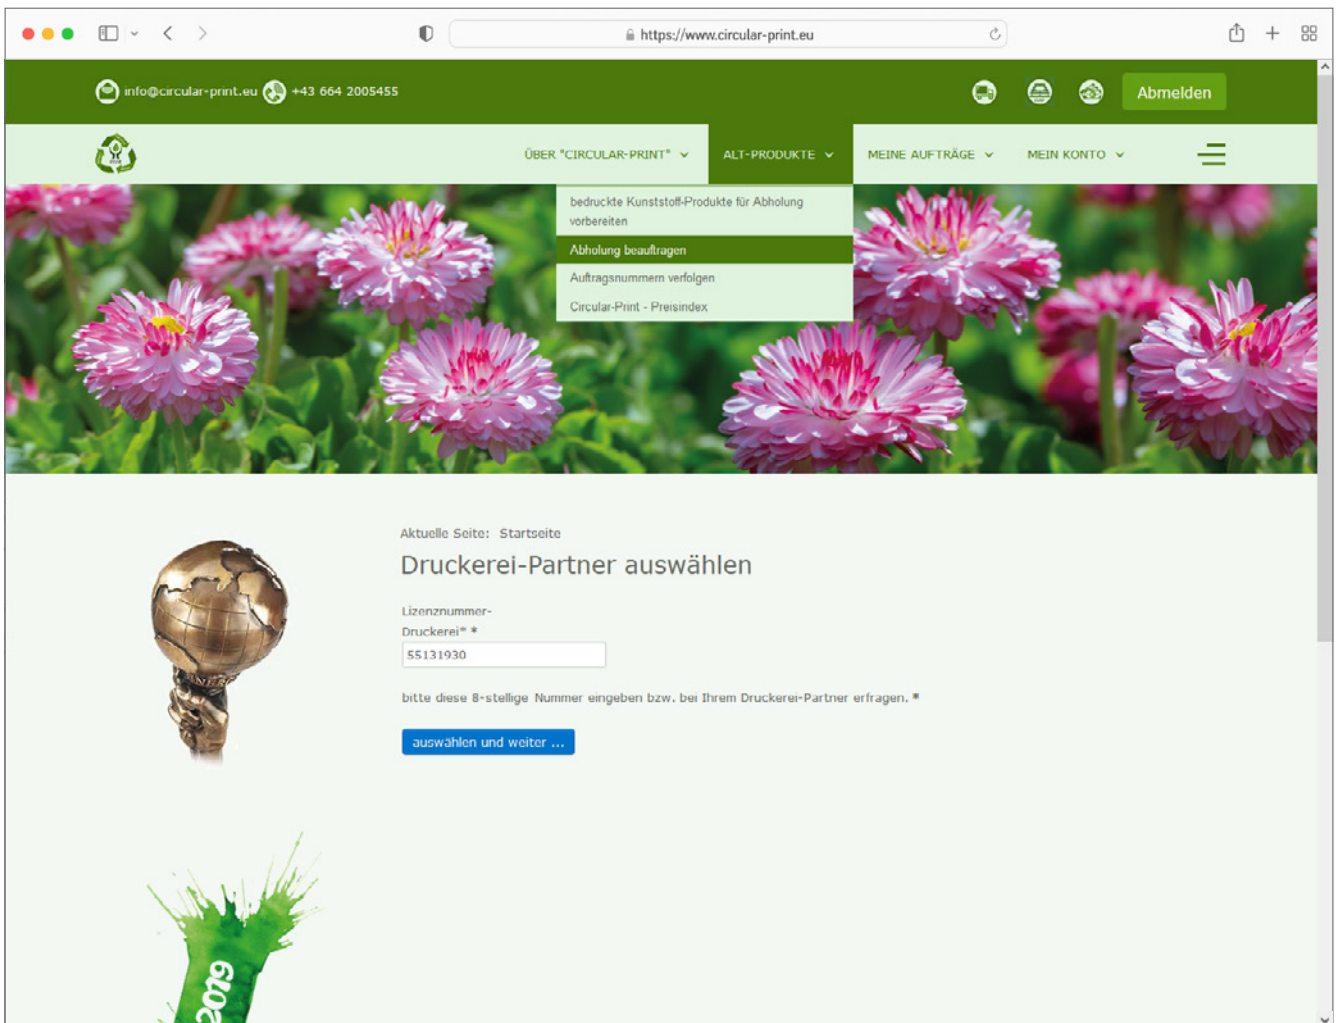 https://www.circular-print.eu
info@circular-print.eu +43 664 2005455
Abmelden
ÜBER "CIRCULAR-PRINT" ALT-PRODUKTE MEINE AUFTRÄGE MEIN KONTO
bedruckte Kunststoff-Produkte für Abholung
vorbereiten
Abholung beauftragen
Auftragsnummern verfolgen
Circular-Print - Preisindex
Aktuelle Seite: Startseite
Druckerei-Partner auswählen
Lizenznummer-
Druckerei* *
55131930
bitte diese 8-stellige Nummer eingeben bzw. bei Ihrem Druckerei-Partner erfragen. *
auswählen und weiter ...
2019